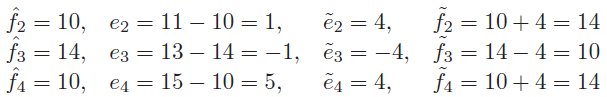 f̂₂ = 10, e₂ = 11 − 10 = 1, ẽ₂ = 4, f̃₂ = 10 + 4 = 14
f̂₃ = 14, e₃ = 13 − 14 = −1, ẽ₃ = −4, f̃₃ = 14 − 4 = 10
f̂₄ = 10, e₄ = 15 − 10 = 5, ẽ₄ = 4, f̃₄ = 10 + 4 = 14